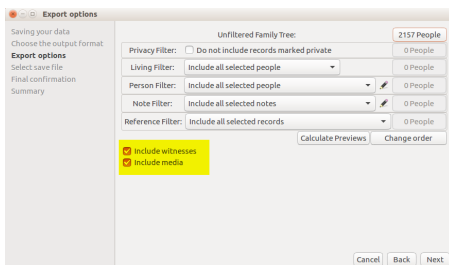 Export options
Saving your data
Choose the output format
Export options
Select save file
Final confirmation
Summary
Unfiltered Family Tree: 2157 People
Privacy Filter: Do not include records marked private 0 People
Living Filter: Include all selected people 0 People
Person Filter: Include all selected people 0 People
Note Filter: Include all selected notes 0 People
Reference Filter: Include all selected records 0 People
Calculate Previews Change order
Include witnesses
Include media
Cancel Back Next